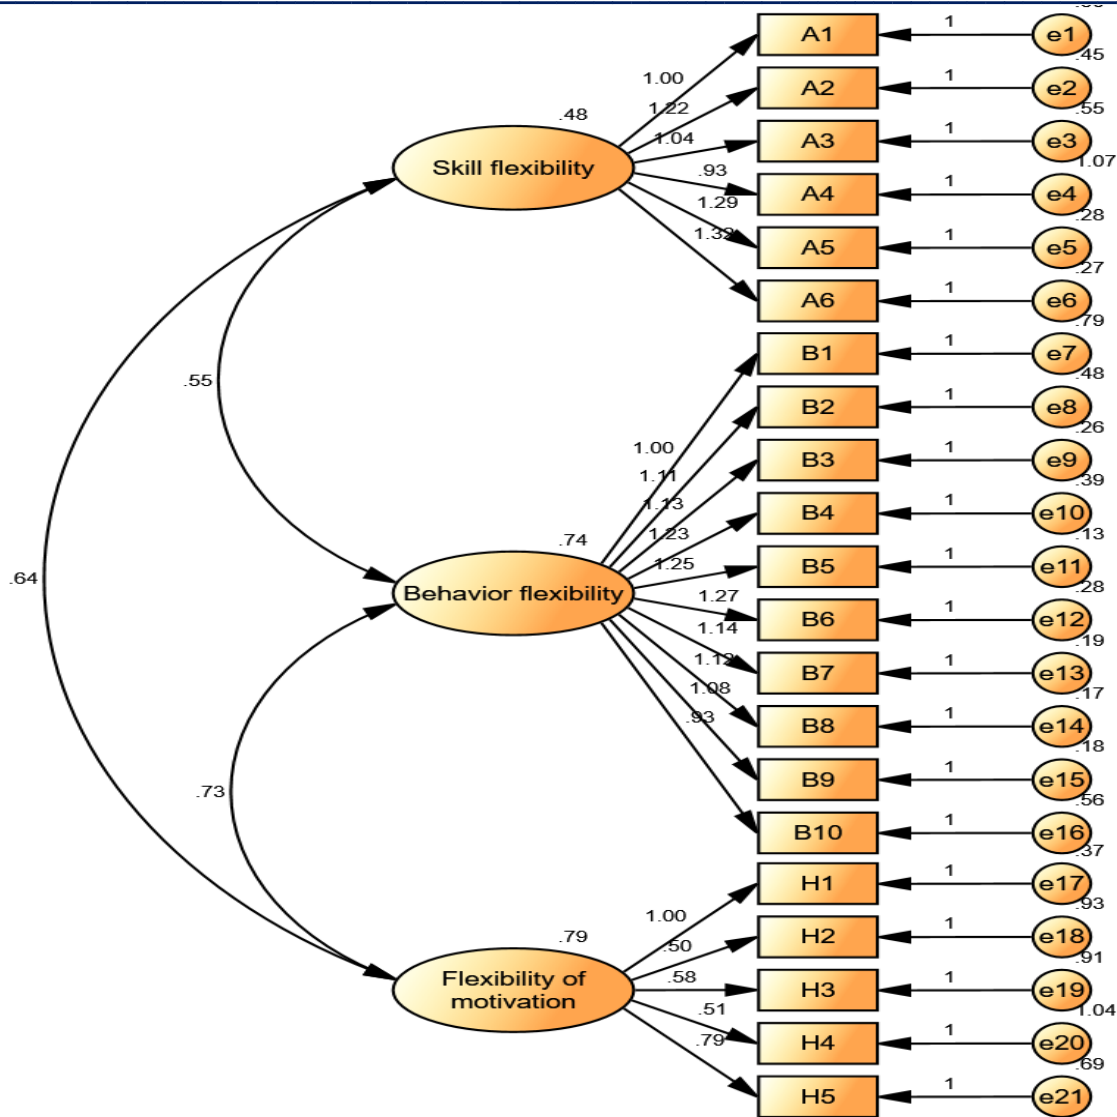 A1 1 e1
.45
1.00
A2 1 e2
.55
1.22
.48
1.04
A3 1 e3
1.07
Skill flexibility
.93
A4 1 e4
.28
1.29
1.32
A5 1 e5
.27
A6 1 e6
.79
B1 1 e7
.48
.55
B2 1 e8
.26
1.00
B3 1 e9
.39
1.11
1.13
B4 1 e10
.13
.74
1.23
1.25
B5 1 e11
.28
.64
Behavior flexibility
1.27
B6 1 e12
.19
1.14
1.12
B7 1 e13
.17
1.08
.93
B8 1 e14
.18
.73
B9 1 e15
.56
B10 1 e16
.37
H1 1 e17
.93
1.00
.79
.50
H2 1 e18
.91
Flexibility of
motivation
.58
H3 1 e19
1.04
.51
.79
H4 1 e20
.69
H5 1 e21